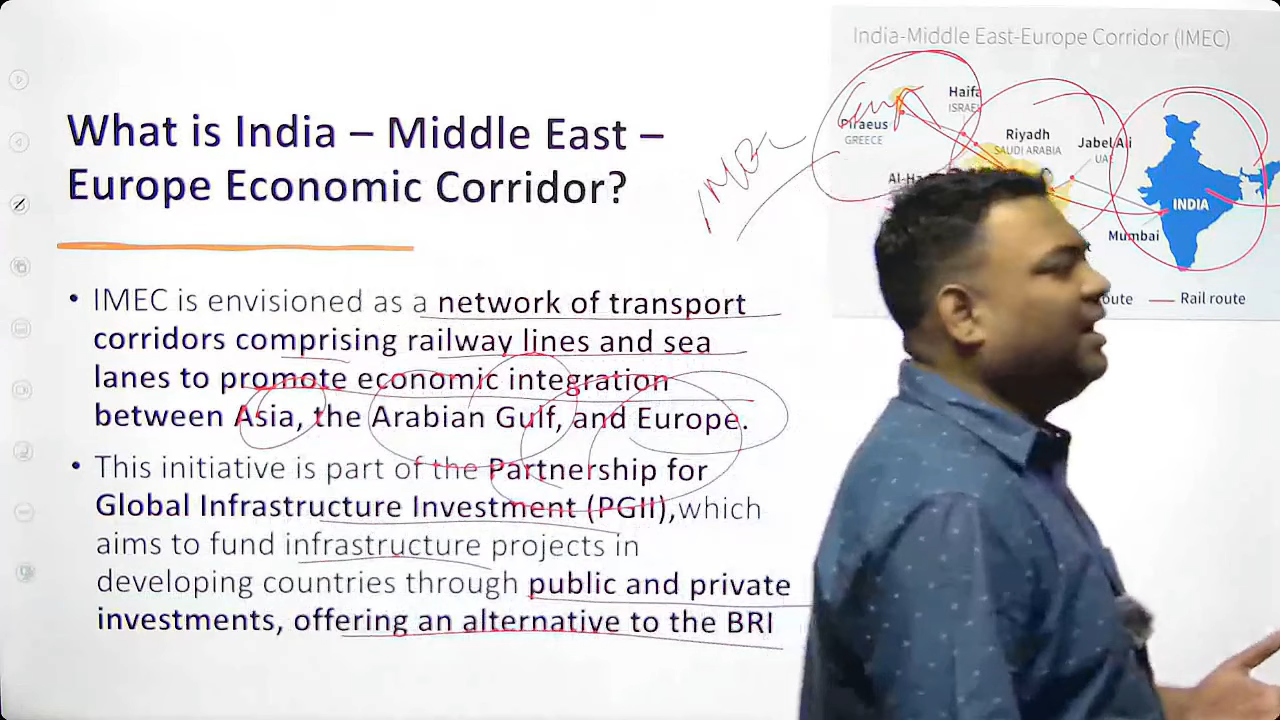 India-Middle East-Europe Corridor (IMEC)
What is India – Middle East –
Europe Economic Corridor?
Haifa
ISRAEL
Piraeus
GREECE
Riyadh
SAUDI ARABIA
Jabel Ali
UAE
INDIA
Mumbai
Rail route
IMEC
Europe
• IMEC is envisioned as a network of transport
corridors comprising railway lines and sea
lanes to promote economic integration
between Asia, the Arabian Gulf, and Europe.
• This initiative is part of the Partnership for
Global Infrastructure Investment (PGII),which
aims to fund infrastructure projects in
developing countries through public and private
investments, offering an alternative to the BRI